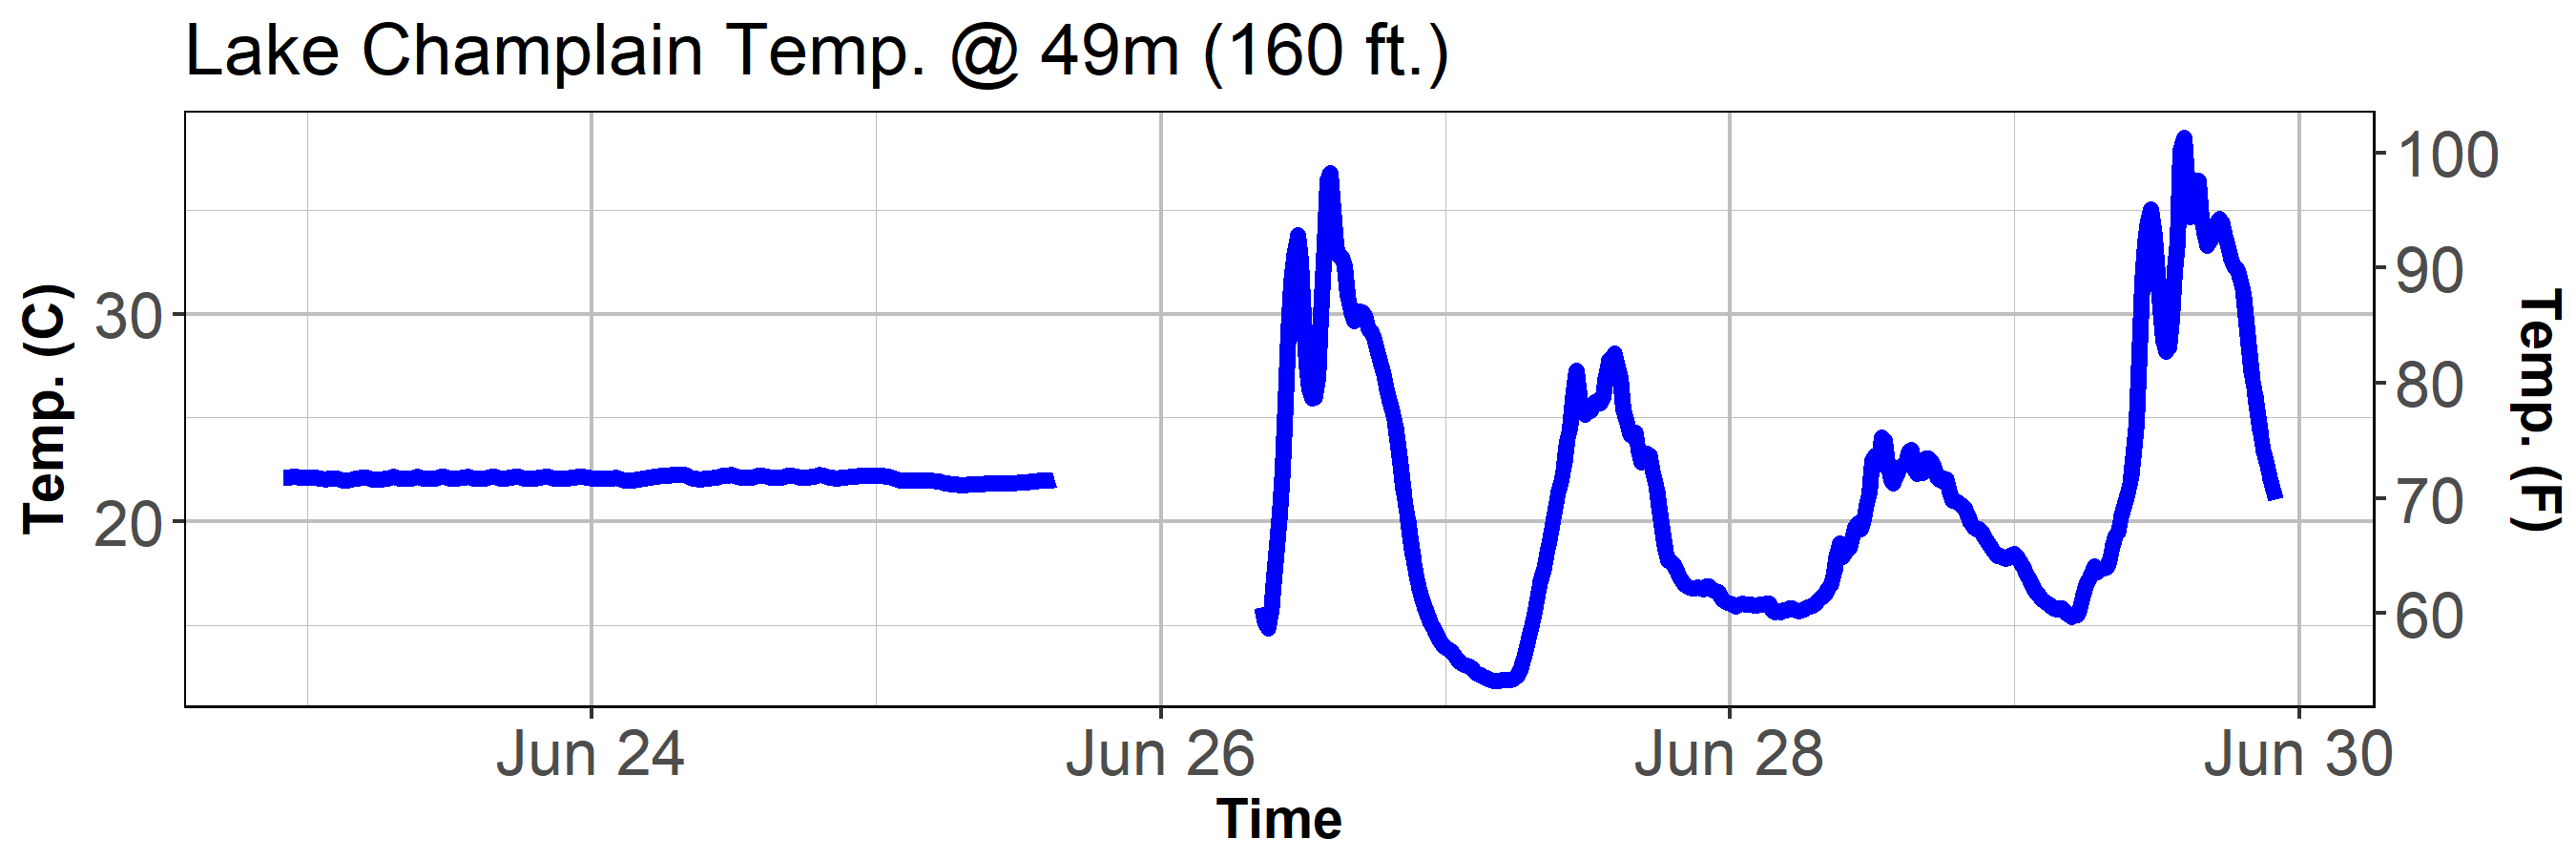 Lake Champlain Temp. @ 49m (160 ft.)
Temp. (C)
30
20
100
90
80
70
60
Temp. (F)
Jun 24 Jun 26 Jun 28 Jun 30
Time